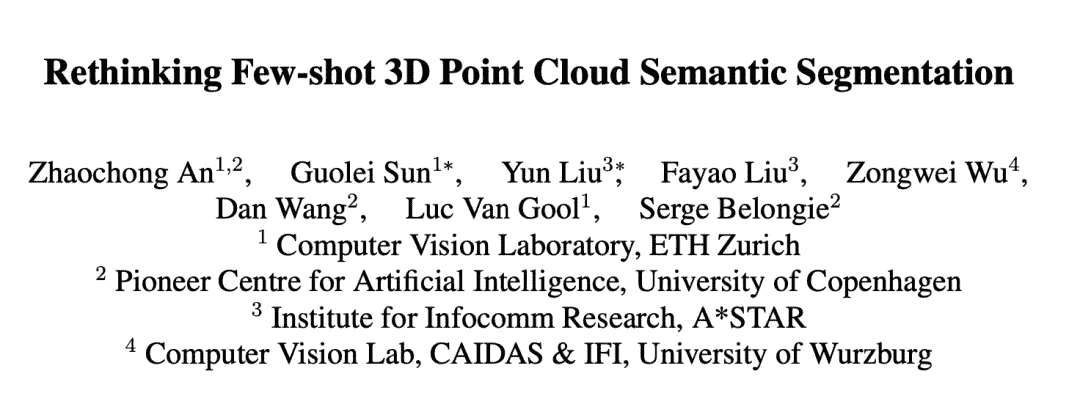 Rethinking Few-shot 3D Point Cloud Semantic Segmentation
Zhaochong An1,2, Guolei Sun1*, Yun Liu3*, Fayao Liu3, Zongwei Wu4,
Dan Wang2, Luc Van Gool1, Serge Belongie2
1 Computer Vision Laboratory, ETH Zurich
2 Pioneer Centre for Artificial Intelligence, University of Copenhagen
3 Institute for Infocomm Research, A*STAR
4 Computer Vision Lab, CAIDAS & IFI, University of Wurzburg